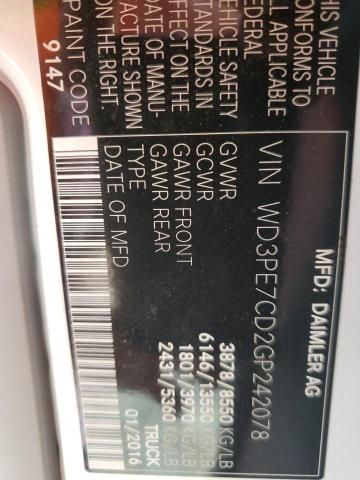 MFD: DAIMLER AG
VIN WD3PE7CD2GP242078
GVWR 3878/8550 KG/LB
GCWR 6146/13550 KG/LB
GAWR FRONT 1801/3970 KG/LB
GAWR REAR 2431/5360 KG/LB
TYPE TRUCK
DATE OF MFD 01/2016
THIS VEHICLE
CONFORMS TO
ALL APPLICABLE
FEDERAL
VEHICLE SAFETY
STANDARDS IN
EFFECT ON THE
DATE OF MANU-
FACTURE SHOWN
ON THE RIGHT
PAINT CODE
9147